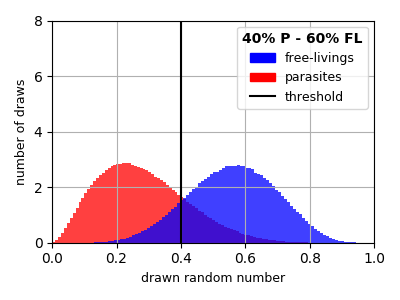 40% P - 60% FL
free-livings
parasites
threshold
number of draws
8
6
4
2
0
0.0 0.2 0.4 0.6 0.8 1.0
drawn random number